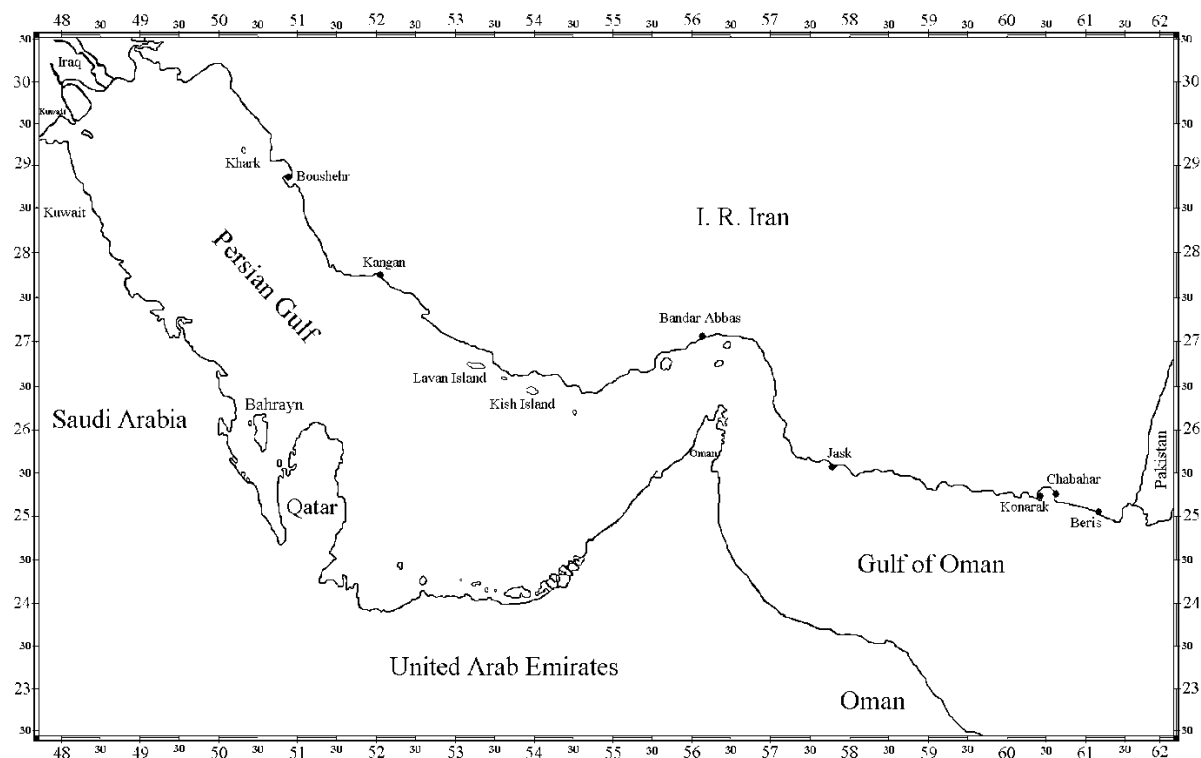 48 30 49 30 50 30 51 30 52 30 53 30 54 30 55 30 56 30 57 30 58 30 59 30 60 30 61 30 62
30 30
Iraq
30 30
Kuwait
30 30
Khark
29 29
Boushehr
Kuwait
30 30
I. R. Iran
Persian Gulf
28 28
Kangan
30 30
Bandar Abbas
27 27
Lavan Island
30 30
Kish Island
Bahrayn
Saudi Arabia
26 26
Oman
Jask
Pakistan
30 30
Chabahar
Konarak
Qatar
25 25
Beris
30 30
Gulf of Oman
24 24
30 30
United Arab Emirates
23 23
Oman
30 30
48 30 49 30 50 30 51 30 52 30 53 30 54 30 55 30 56 30 57 30 58 30 59 30 60 30 61 30 62